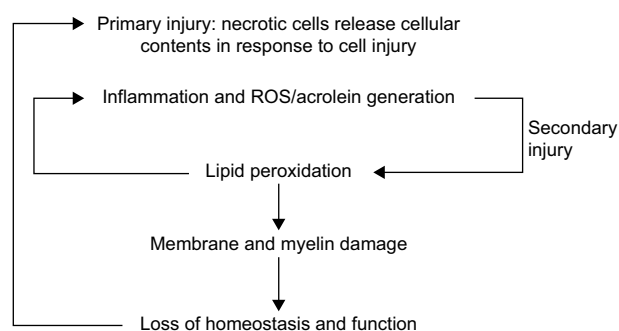 Primary injury: necrotic cells release cellular
contents in response to cell injury
Inflammation and ROS/acrolein generation
Secondary
injury
Lipid peroxidation
Membrane and myelin damage
Loss of homeostasis and function